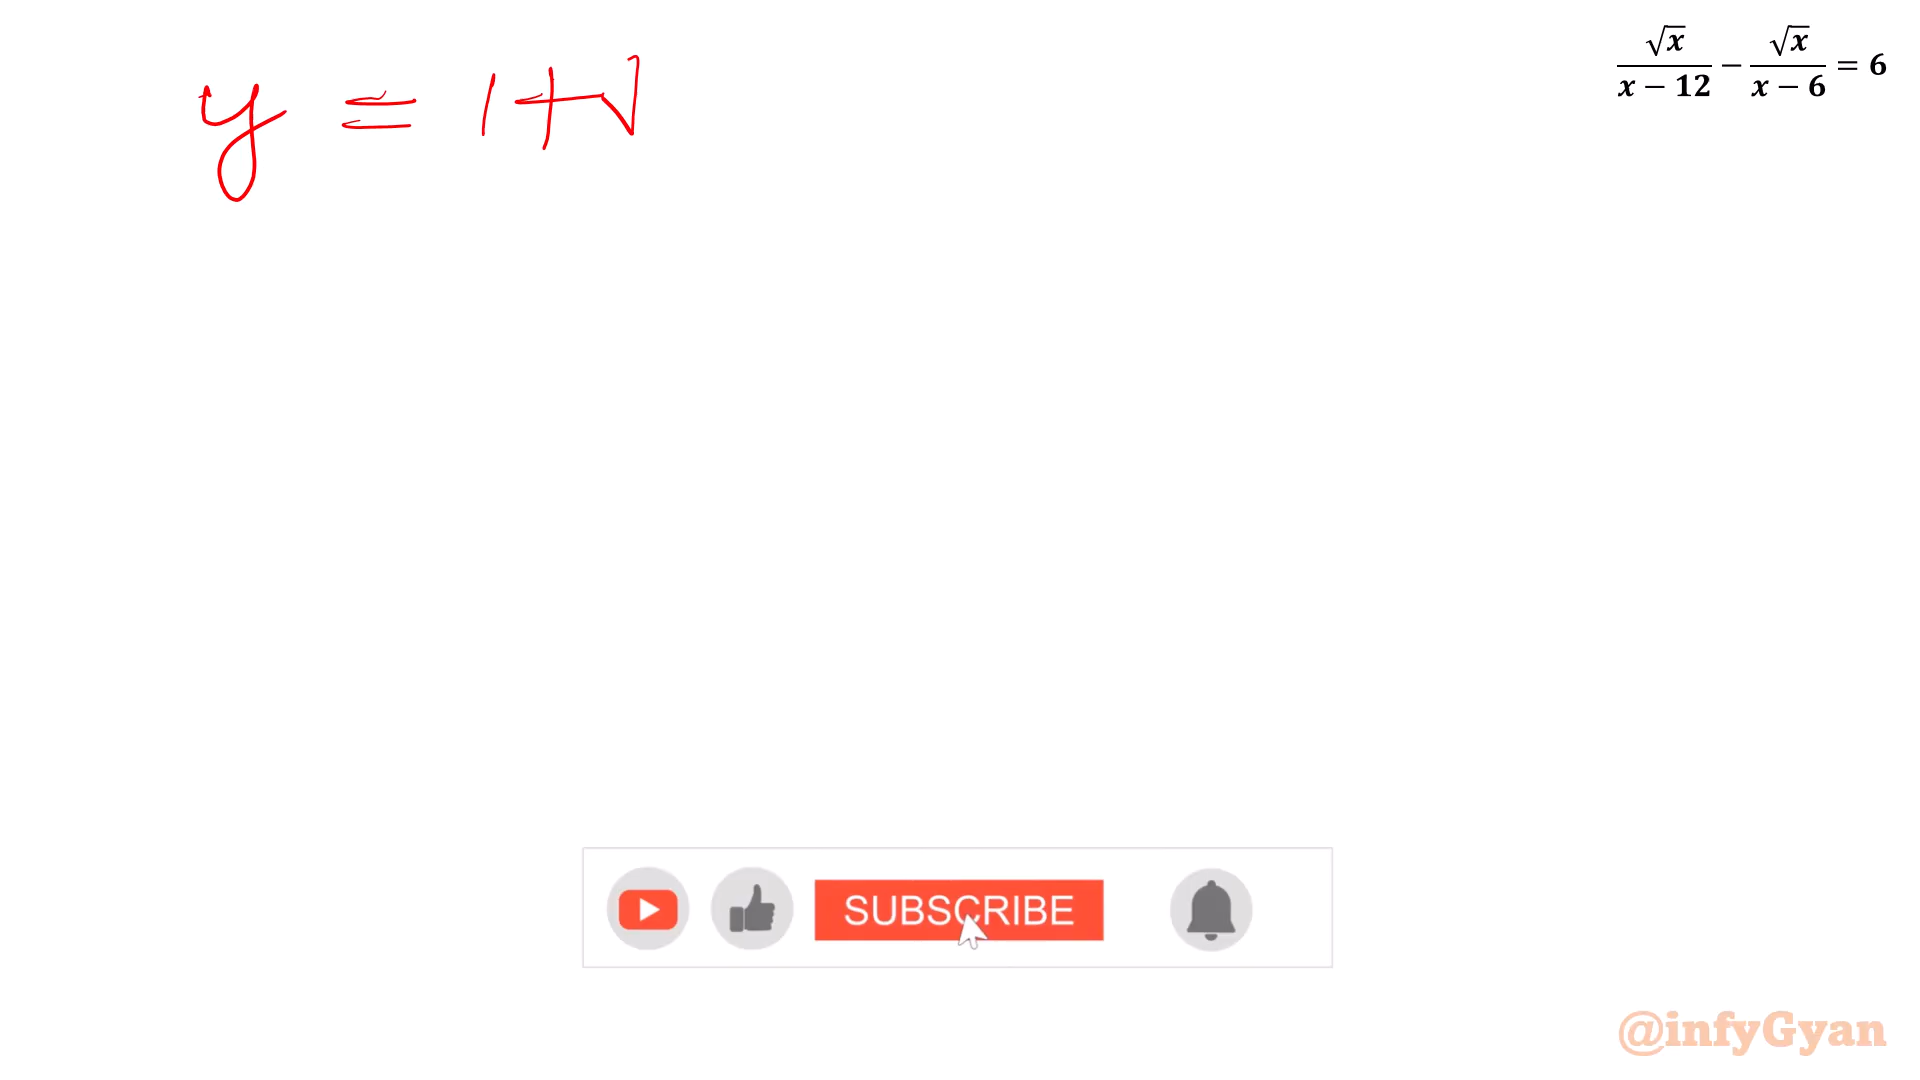 y = 1+√
√x/(x − 12) − √x/(x − 6) = 6
SUBSCRIBE
@infyGyan